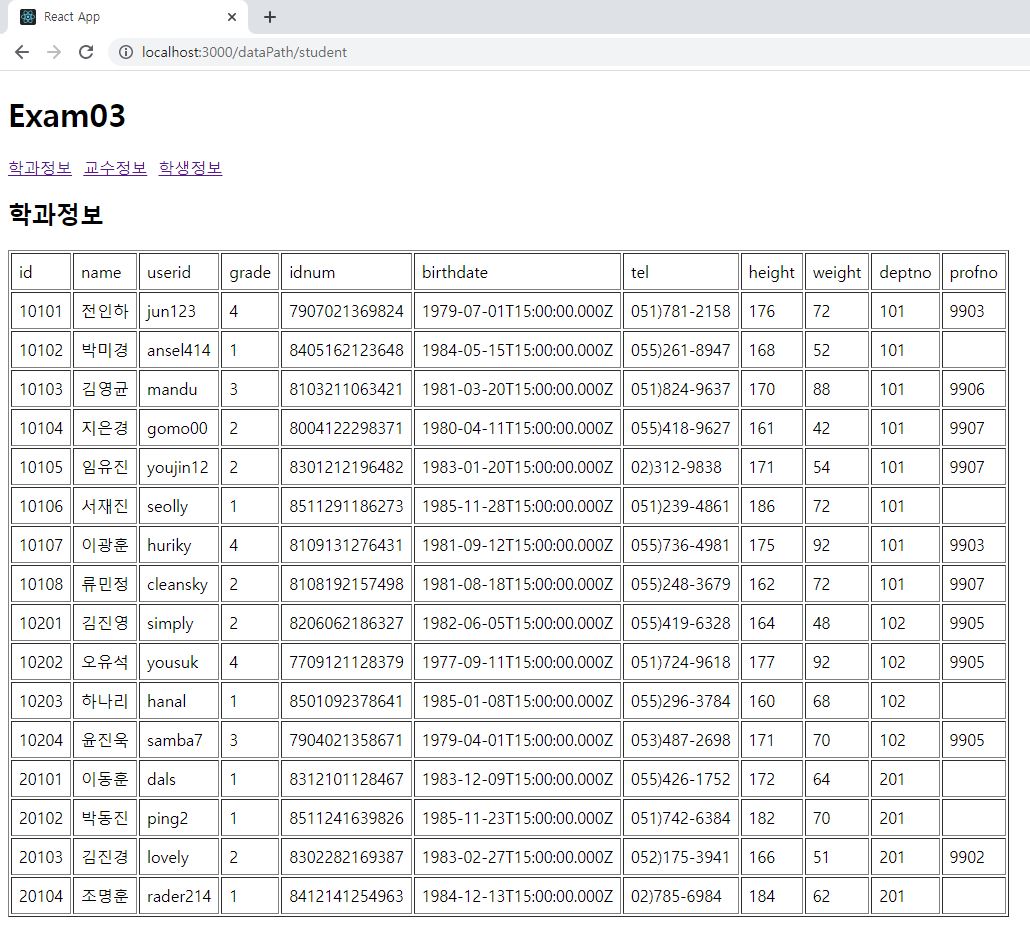 React App
localhost:3000/dataPath/student
Exam03
학과정보 교수정보 학생정보
학과정보
id name userid grade idnum birthdate tel height weight deptno profno
10101 전인하 jun123 4 7907021369824 1979-07-01T15:00:00.000Z 051)781-2158 176 72 101 9903
10102 박미경 ansel414 1 8405162123648 1984-05-15T15:00:00.000Z 055)261-8947 168 52 101
10103 김영균 mandu 3 8103211063421 1981-03-20T15:00:00.000Z 051)824-9637 170 88 101 9906
10104 지은경 gomo00 2 8004122298371 1980-04-11T15:00:00.000Z 055)418-9627 161 42 101 9907
10105 임유진 youjin12 2 8301212196482 1983-01-20T15:00:00.000Z 02)312-9838 171 54 101 9907
10106 서재진 seolly 1 8511291186273 1985-11-28T15:00:00.000Z 051)239-4861 186 72 101
10107 이광훈 huriky 4 8109131276431 1981-09-12T15:00:00.000Z 055)736-4981 175 92 101 9903
10108 류민정 cleansky 2 8108192157498 1981-08-18T15:00:00.000Z 055)248-3679 162 72 101 9907
10201 김진영 simply 2 8206062186327 1982-06-05T15:00:00.000Z 055)419-6328 164 48 102 9905
10202 오유석 yousuk 4 7709121128379 1977-09-11T15:00:00.000Z 051)724-9618 177 92 102 9905
10203 하나리 hanal 1 8501092378641 1985-01-08T15:00:00.000Z 055)296-3784 160 68 102
10204 윤진욱 samba7 3 7904021358671 1979-04-01T15:00:00.000Z 053)487-2698 171 70 102 9905
20101 이동훈 dals 1 8312101128467 1983-12-09T15:00:00.000Z 055)426-1752 172 64 201
20102 박동진 ping2 1 8511241639826 1985-11-23T15:00:00.000Z 051)742-6384 182 70 201
20103 김진경 lovely 2 8302282169387 1983-02-27T15:00:00.000Z 052)175-3941 166 51 201 9902
20104 조명훈 rader214 1 8412141254963 1984-12-13T15:00:00.000Z 02)785-6984 184 62 201